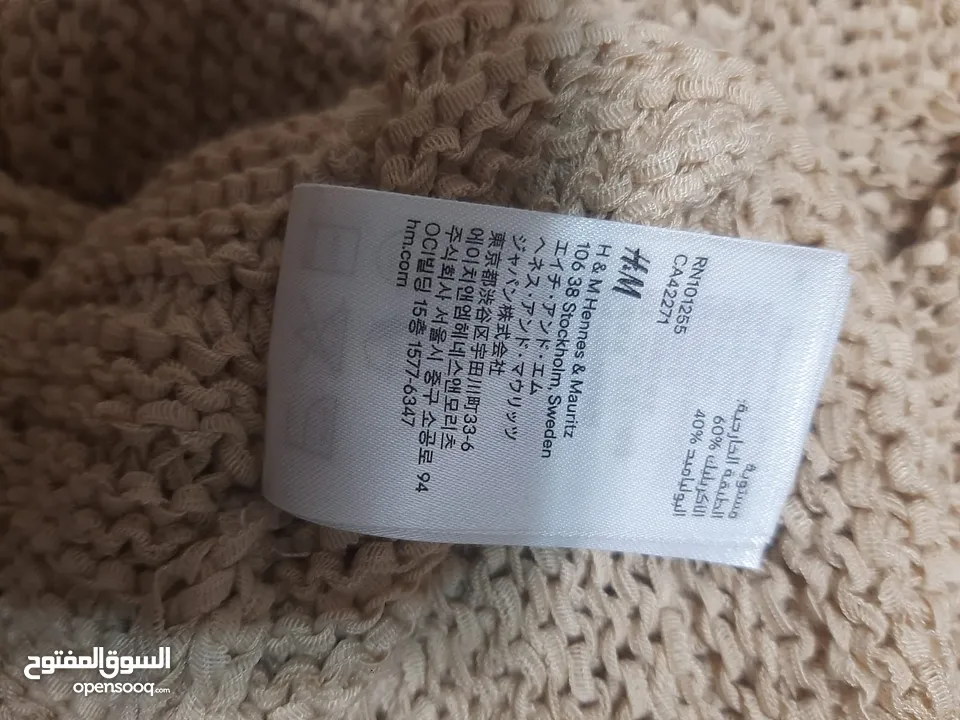 RN101255
CA42271
H&M
H & M Hennes & Mauritz
106 38 Stockholm, Sweden
エイチ・アンド・エム
ヘネス・アンド・マウリッツ
ジャパン株式会社
東京都渋谷区宇田川町33-6
에이치앤엠헤네스앤모리츠
주식회사 서울시 중구 소공로 94
OCI빌딩 15층 1577-6347
hm.com
الطبقة الخارجية:
60% الاكريليك
40% البوليامید
السوق المفتوح
opensooq.com